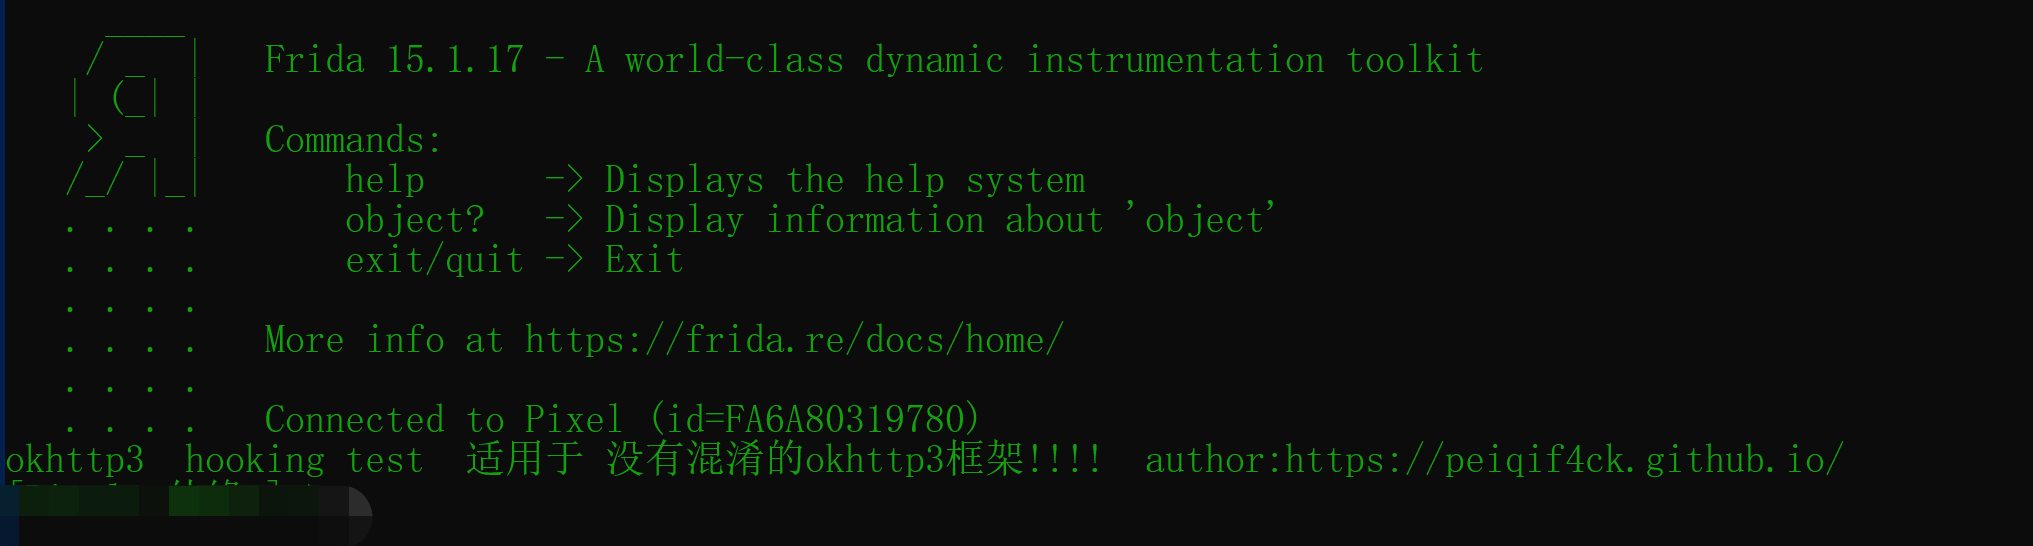 Frida 15.1.17 - A world-class dynamic instrumentation toolkit
Commands:
help -> Displays the help system
object? -> Display information about 'object'
exit/quit -> Exit
More info at https://frida.re/docs/home/
Connected to Pixel (id=FA6A80319780)
okhttp3 hooking test 适用于 没有混淆的okhttp3框架!!!! author:https://peiqif4ck.github.io/